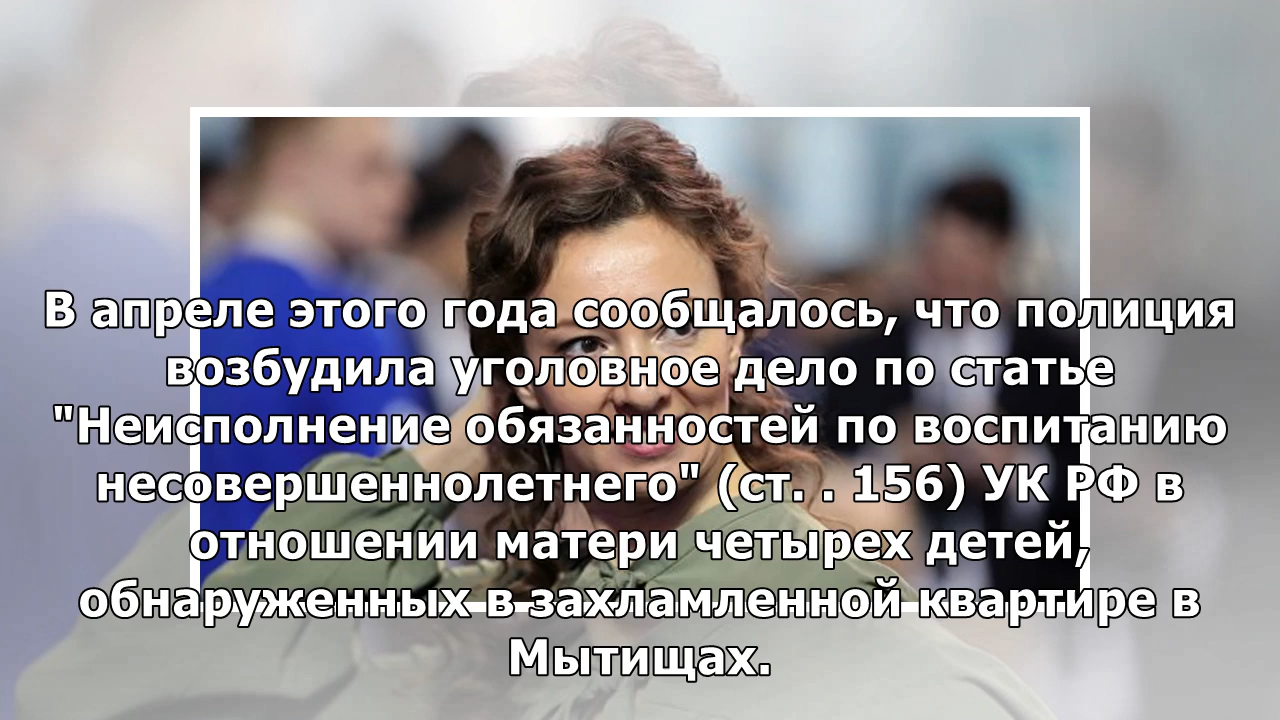 В апреле этого года сообщалось, что полиция
возбудила уголовное дело по статье
"Неисполнение обязанностей по воспитанию
несовершеннолетнего" (ст. . 156) УК РФ в
отношении матери четырех детей,
обнаруженных в захламленной квартире в
Мытищах.